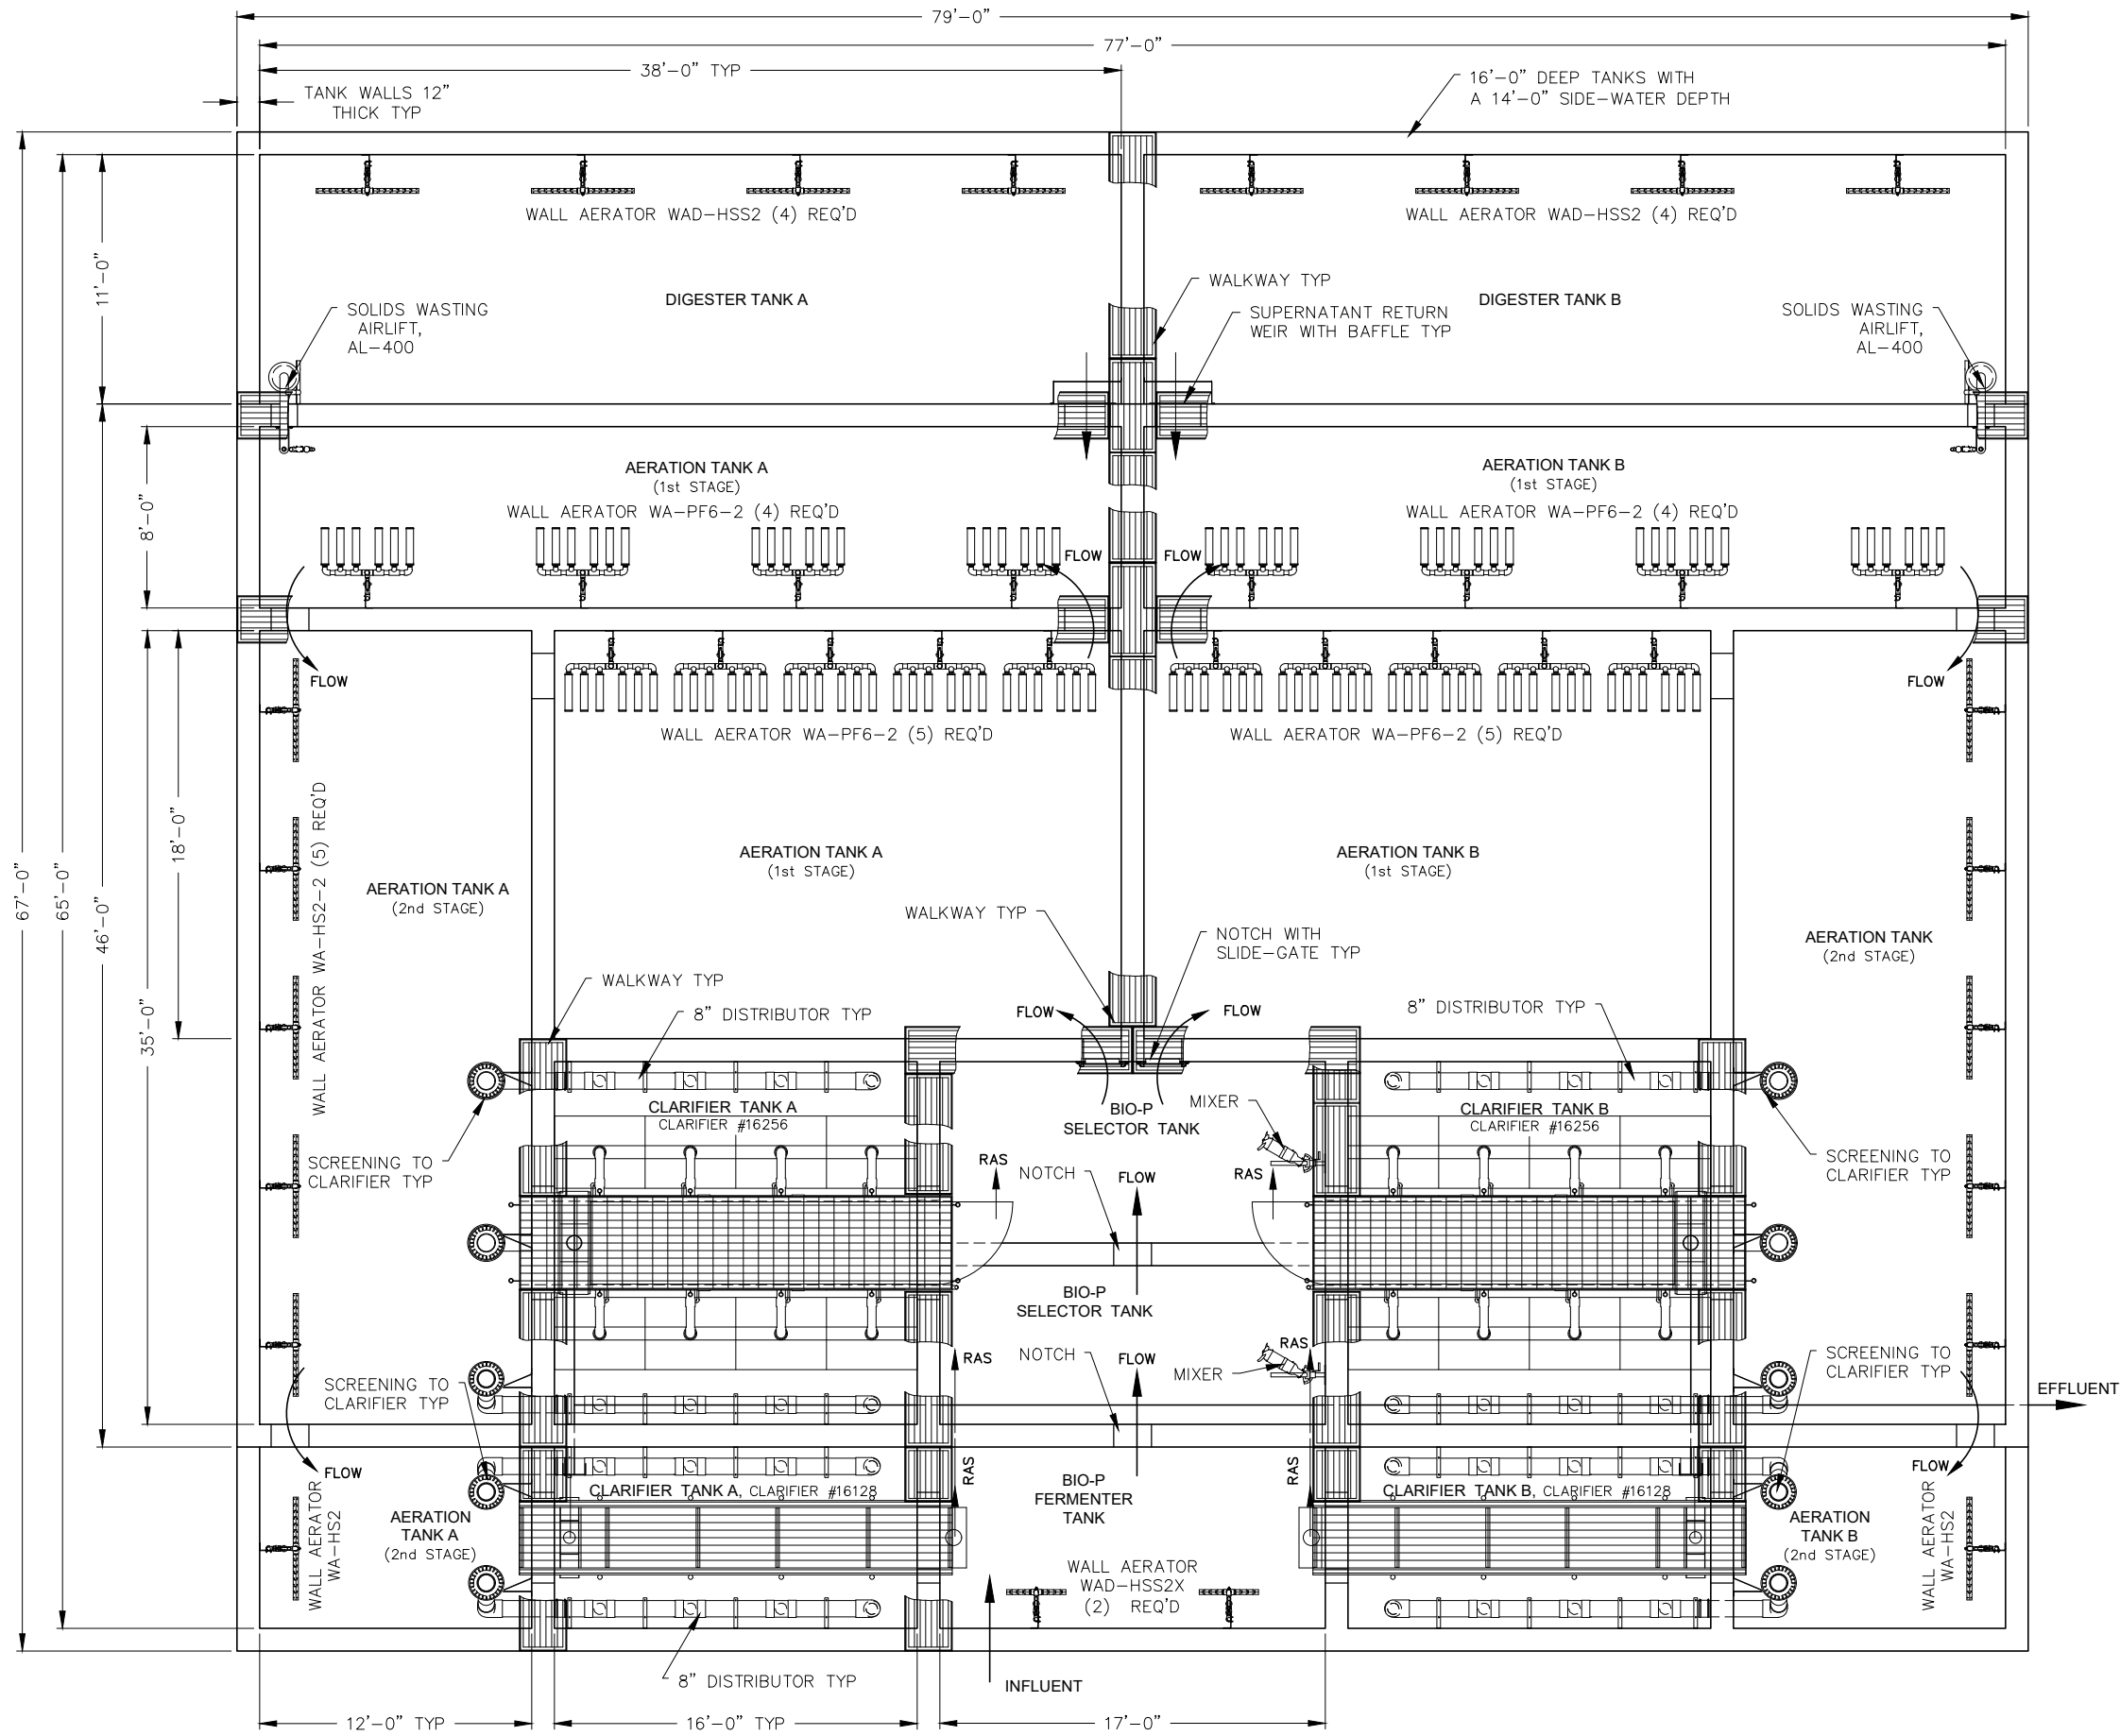 79'-0"
77'-0"
38'-0" TYP
TANK WALLS 12"
THICK TYP
16'-0" DEEP TANKS WITH
A 14'-0" SIDE-WATER DEPTH
WALL AERATOR WAD-HSS2 (4) REQ'D
WALL AERATOR WAD-HSS2 (4) REQ'D
11'-0"
WALKWAY TYP
DIGESTER TANK A
DIGESTER TANK B
SOLIDS WASTING
AIRLIFT,
AL-400
SUPERNATANT RETURN
WEIR WITH BAFFLE TYP
SOLIDS WASTING
AIRLIFT,
AL-400
8'-0"
AERATION TANK A
(1st STAGE)
WALL AERATOR WA-PF6-2 (4) REQ'D
AERATION TANK B
(1st STAGE)
WALL AERATOR WA-PF6-2 (4) REQ'D
FLOW
FLOW
FLOW
FLOW
WALL AERATOR WA-PF6-2 (5) REQ'D
WALL AERATOR WA-PF6-2 (5) REQ'D
67'-0"
65'-0"
46'-0"
35'-0"
18'-0"
WALL AERATOR WA-HS2-2 (5) REQ'D
AERATION TANK A
(2nd STAGE)
AERATION TANK A
(1st STAGE)
AERATION TANK B
(1st STAGE)
WALKWAY TYP
NOTCH WITH
SLIDE-GATE TYP
AERATION TANK
(2nd STAGE)
WALKWAY TYP
8" DISTRIBUTOR TYP
FLOW
FLOW
8" DISTRIBUTOR TYP
CLARIFIER TANK A
CLARIFIER #16256
BIO-P
SELECTOR TANK
MIXER
CLARIFIER TANK B
CLARIFIER #16256
SCREENING TO
CLARIFIER TYP
RAS
NOTCH
FLOW
RAS
SCREENING TO
CLARIFIER TYP
BIO-P
SELECTOR TANK
RAS
NOTCH
FLOW
MIXER
RAS
SCREENING TO
CLARIFIER TYP
SCREENING TO
CLARIFIER TYP
EFFLUENT
FLOW
RAS
RAS
FLOW
WALL AERATOR
WA-HS2
AERATION
TANK A
(2nd STAGE)
CLARIFIER TANK A, CLARIFIER #16128
BIO-P
FERMENTER
TANK
CLARIFIER TANK B, CLARIFIER #16128
AERATION
TANK B
(2nd STAGE)
WALL AERATOR
WA-HS2
WALL AERATOR
WAD-HSS2X
(2) REQ'D
8" DISTRIBUTOR TYP
INFLUENT
12'-0" TYP
16'-0" TYP
17'-0"